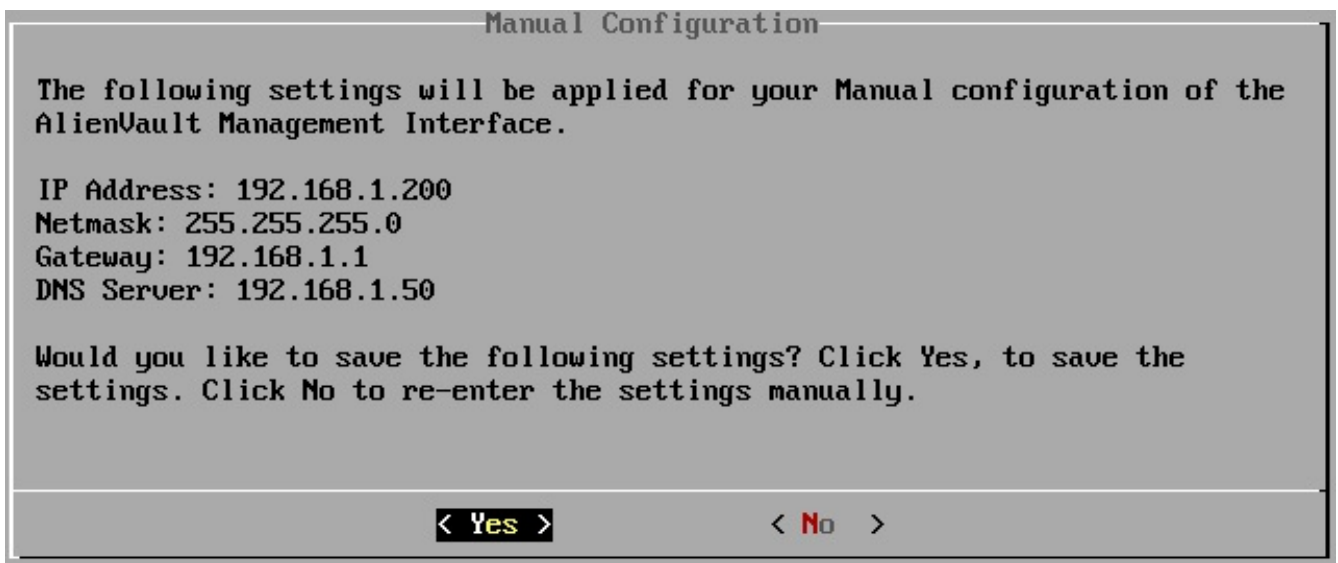 Manual Configuration
The following settings will be applied for your Manual configuration of the
AlienVault Management Interface.
IP Address: 192.168.1.200
Netmask: 255.255.255.0
Gateway: 192.168.1.1
DNS Server: 192.168.1.50
Would you like to save the following settings? Click Yes, to save the
settings. Click No to re-enter the settings manually.
< Yes > < No >